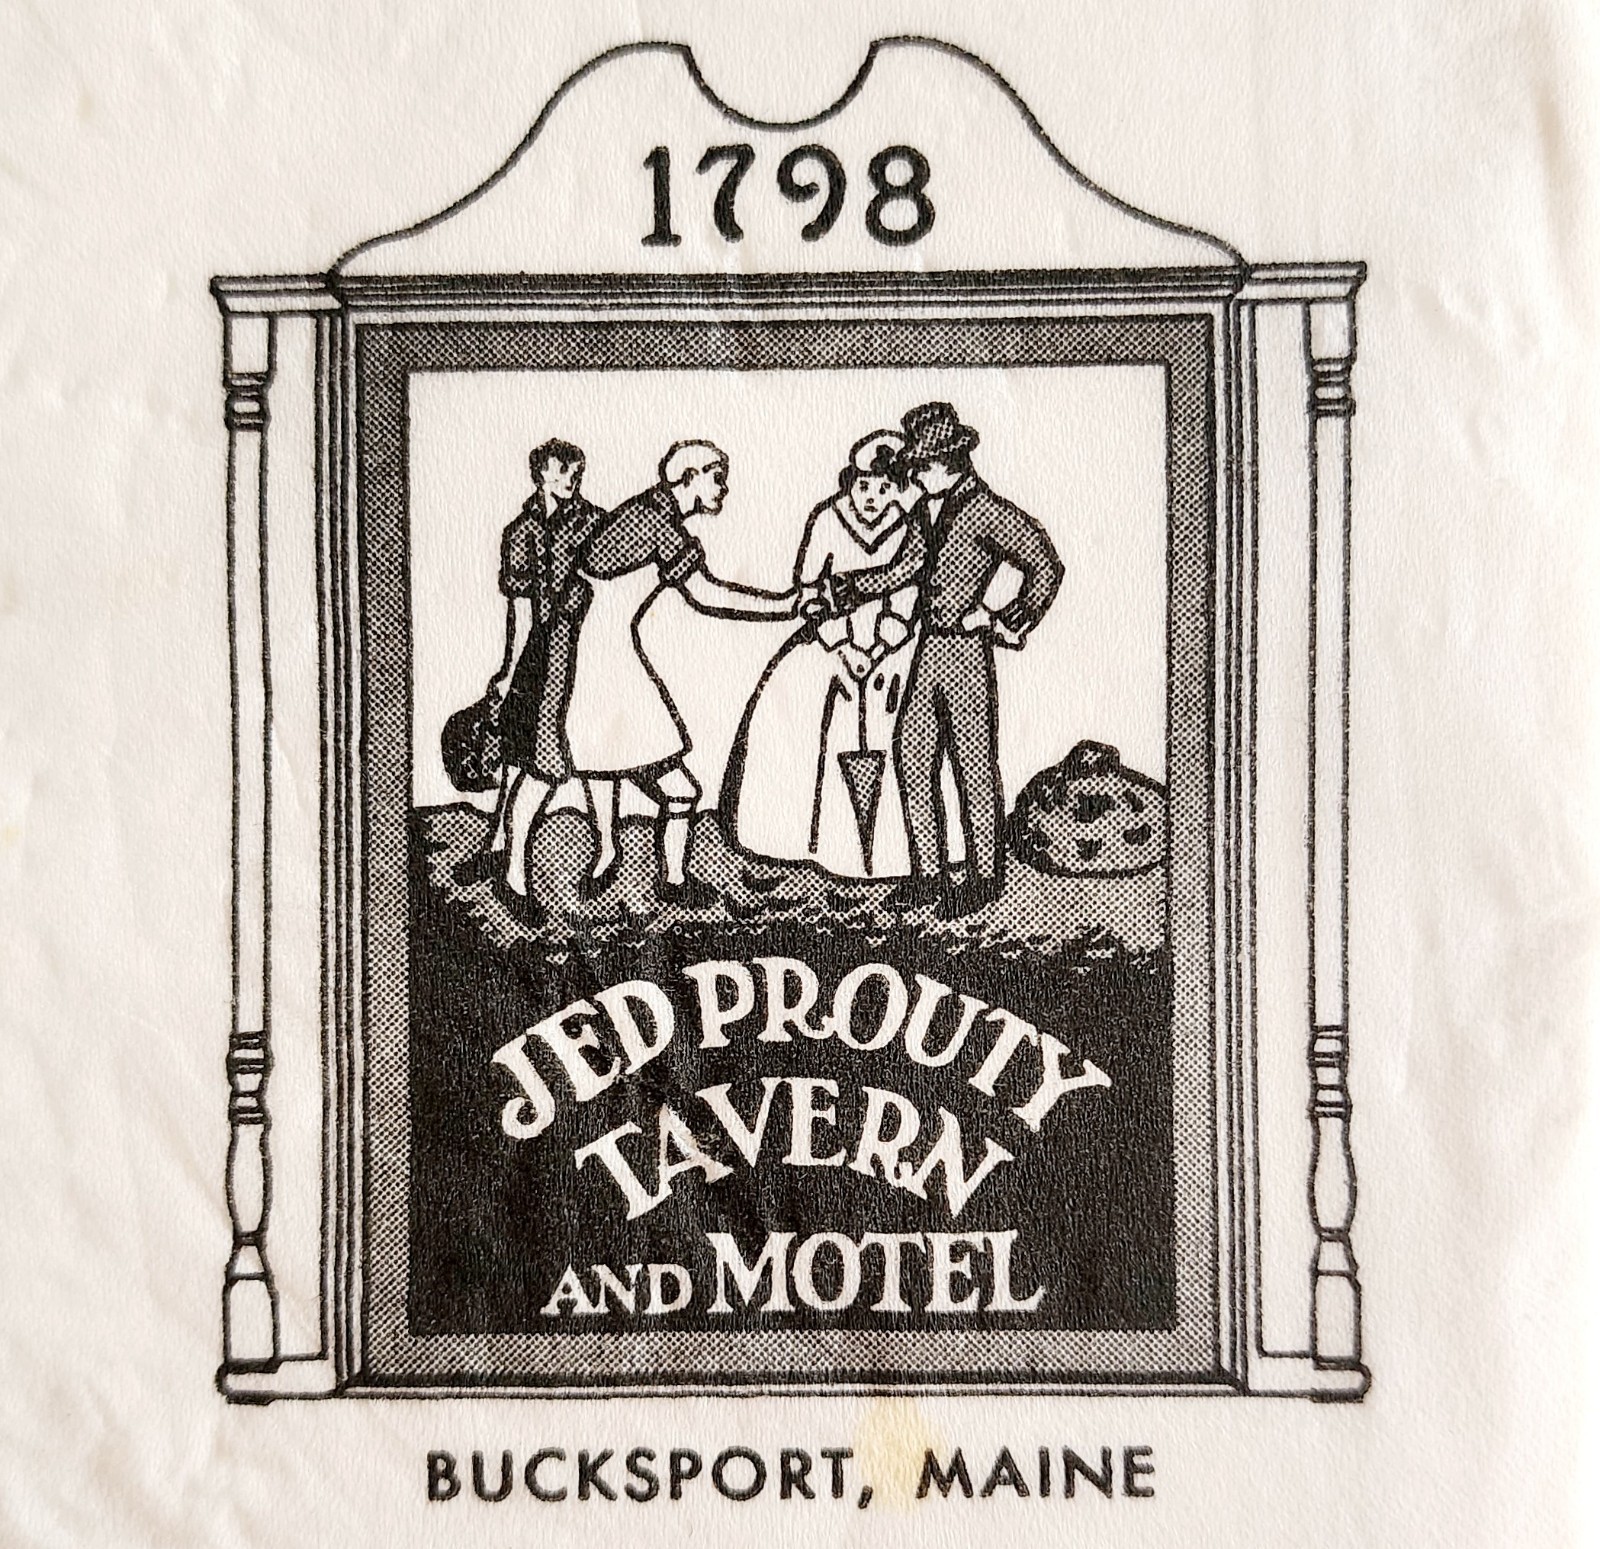 1798
JED PROUTY
TAVERN
AND MOTEL
BUCKSPORT, MAINE